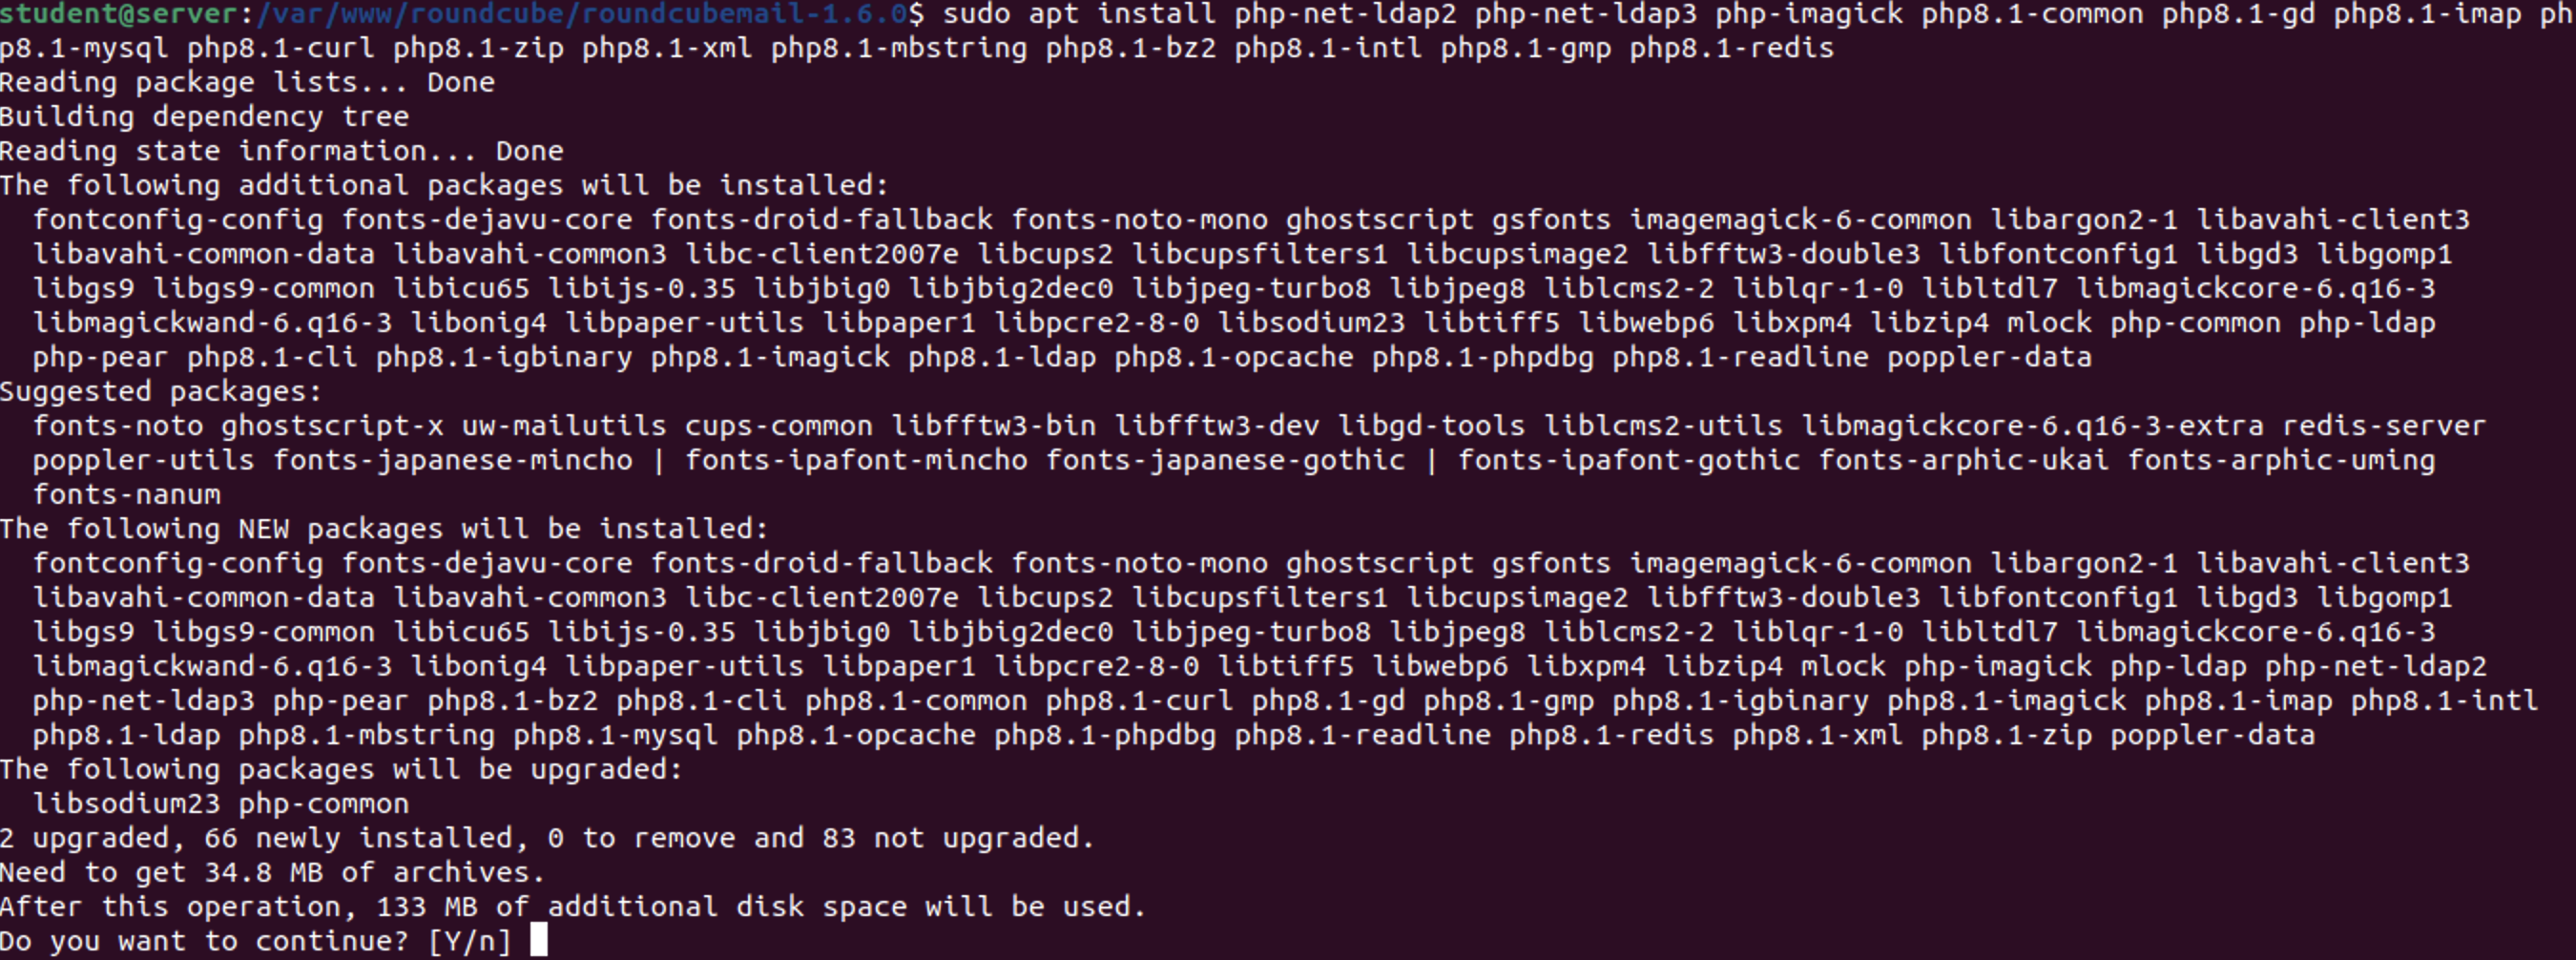 student@server:/var/www/roundcube/roundcubemail-1.6.0$ sudo apt install php-net-ldap2 php-net-ldap3 php-imagick php8.1-common php8.1-gd php8.1-imap ph
p8.1-mysql php8.1-curl php8.1-zip php8.1-xml php8.1-mbstring php8.1-bz2 php8.1-intl php8.1-gmp php8.1-redis
Reading package lists... Done
Building dependency tree
Reading state information... Done
The following additional packages will be installed:
  fontconfig-config fonts-dejavu-core fonts-droid-fallback fonts-noto-mono ghostscript gsfonts imagemagick-6-common libargon2-1 libavahi-client3
  libavahi-common-data libavahi-common3 libc-client2007e libcups2 libcupsfilters1 libcupsimage2 libfftw3-double3 libfontconfig1 libgd3 libgomp1
  libgs9 libgs9-common libicu65 libijs-0.35 libjbig0 libjbig2dec0 libjpeg-turbo8 libjpeg8 liblcms2-2 liblqr-1-0 libltdl7 libmagickcore-6.q16-3
  libmagickwand-6.q16-3 libonig4 libpaper-utils libpaper1 libpcre2-8-0 libsodium23 libtiff5 libwebp6 libxpm4 libzip4 mlock php-common php-ldap
  php-pear php8.1-cli php8.1-igbinary php8.1-imagick php8.1-ldap php8.1-opcache php8.1-phpdbg php8.1-readline poppler-data
Suggested packages:
  fonts-noto ghostscript-x uw-mailutils cups-common libfftw3-bin libfftw3-dev libgd-tools liblcms2-utils libmagickcore-6.q16-3-extra redis-server
  poppler-utils fonts-japanese-mincho | fonts-ipafont-mincho fonts-japanese-gothic | fonts-ipafont-gothic fonts-arphic-ukai fonts-arphic-uming
  fonts-nanum
The following NEW packages will be installed:
  fontconfig-config fonts-dejavu-core fonts-droid-fallback fonts-noto-mono ghostscript gsfonts imagemagick-6-common libargon2-1 libavahi-client3
  libavahi-common-data libavahi-common3 libc-client2007e libcups2 libcupsfilters1 libcupsimage2 libfftw3-double3 libfontconfig1 libgd3 libgomp1
  libgs9 libgs9-common libicu65 libijs-0.35 libjbig0 libjbig2dec0 libjpeg-turbo8 libjpeg8 liblcms2-2 liblqr-1-0 libltdl7 libmagickcore-6.q16-3
  libmagickwand-6.q16-3 libonig4 libpaper-utils libpaper1 libpcre2-8-0 libtiff5 libwebp6 libxpm4 libzip4 mlock php-imagick php-ldap php-net-ldap2
  php-net-ldap3 php-pear php8.1-bz2 php8.1-cli php8.1-common php8.1-curl php8.1-gd php8.1-gmp php8.1-igbinary php8.1-imagick php8.1-imap php8.1-intl
  php8.1-ldap php8.1-mbstring php8.1-mysql php8.1-opcache php8.1-phpdbg php8.1-readline php8.1-redis php8.1-xml php8.1-zip poppler-data
The following packages will be upgraded:
  libsodium23 php-common
2 upgraded, 66 newly installed, 0 to remove and 83 not upgraded.
Need to get 34.8 MB of archives.
After this operation, 133 MB of additional disk space will be used.
Do you want to continue? [Y/n]